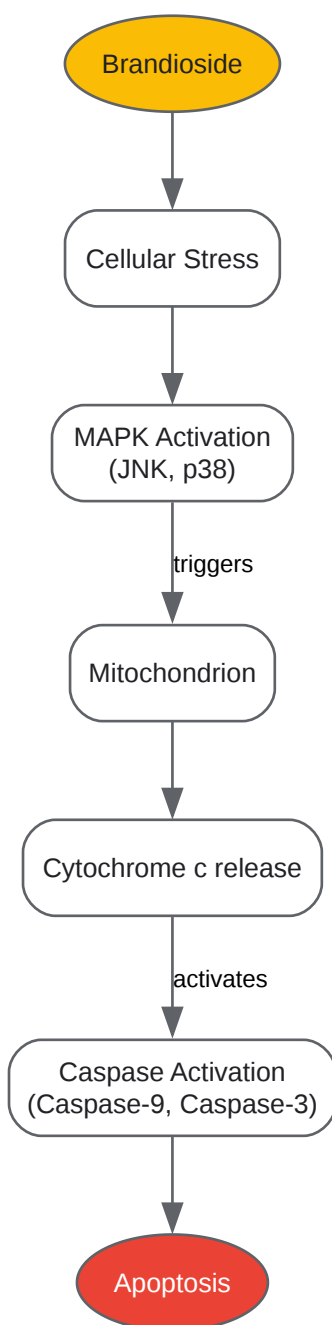 Brandioside
Cellular Stress
MAPK Activation
(JNK, p38)
triggers
Mitochondrion
Cytochrome c release
activates
Caspase Activation
(Caspase-9, Caspase-3)
Apoptosis